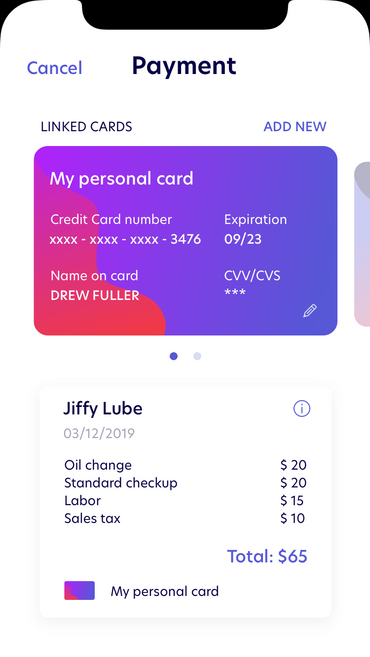 Cancel Payment
LINKED CARDS ADD NEW
My personal card
Credit Card number Expiration
xxxx - xxxx - xxxx - 3476 09/23
Name on card CVV/CVS
DREW FULLER ***
Jiffy Lube
03/12/2019
Oil change $ 20
Standard checkup $ 20
Labor $ 15
Sales tax $ 10
Total: $65
My personal card